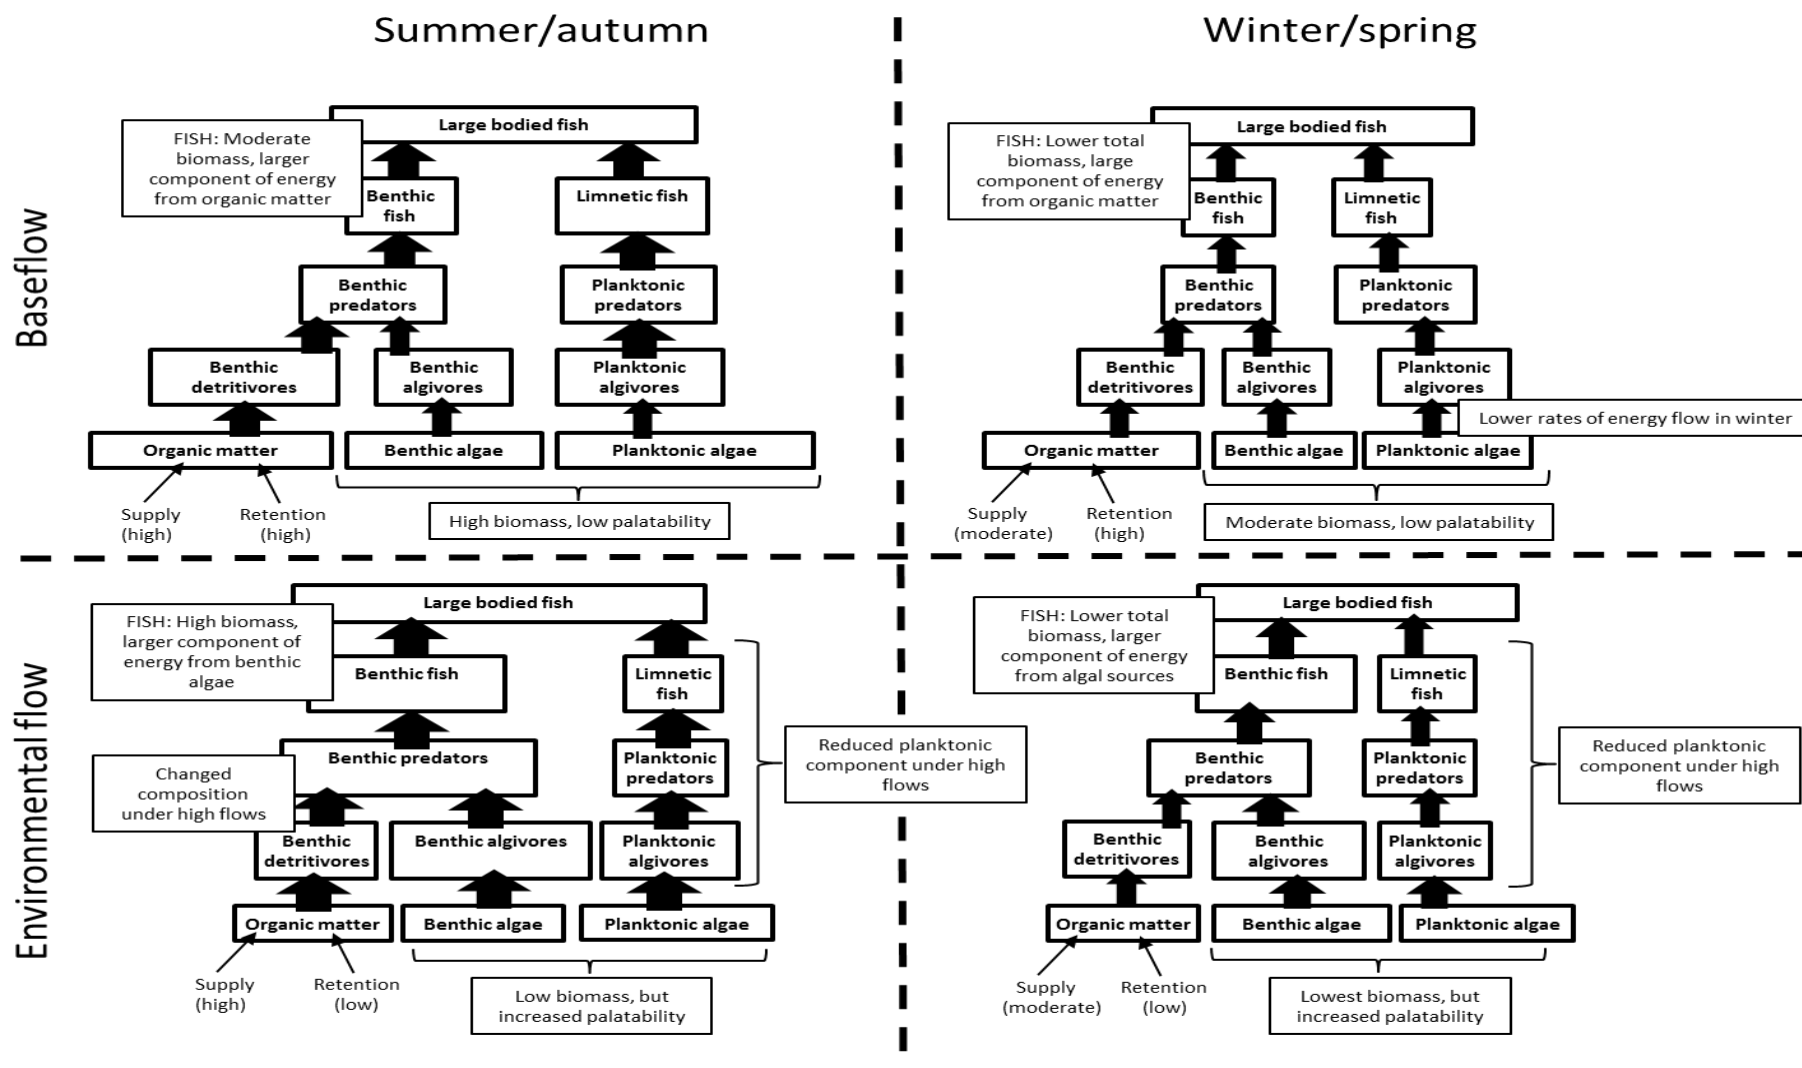 Summer/autumn
Winter/spring
Baseflow
Large bodied fish
FISH: Moderate
biomass, larger
component of energy
from organic matter
Benthic
fish
Limnetic fish
Benthic
predators
Planktonic
predators
Benthic
detritivores
Benthic
algivores
Planktonic
algivores
Organic matter
Benthic algae
Planktonic algae
Supply
(high)
Retention
(high)
High biomass, low palatability
Large bodied fish
FISH: Lower total
biomass, large
component of energy
from organic matter
Benthic
fish
Limnetic
fish
Benthic
predators
Planktonic
predators
Benthic
detritivores
Benthic
algivores
Planktonic
algivores
Lower rates of energy flow in winter
Organic matter
Benthic algae
Planktonic algae
Supply
(moderate)
Retention
(high)
Moderate biomass, low palatability
Environmental flow
Large bodied fish
FISH: High biomass,
larger component of
energy from benthic
algae
Benthic fish
Limnetic
fish
Benthic predators
Planktonic
predators
Reduced planktonic
component under high
flows
Changed
composition
under high flows
Benthic
detritivores
Benthic algivores
Planktonic
algivores
Organic matter
Benthic algae
Planktonic algae
Supply
(high)
Retention
(low)
Low biomass, but
increased palatability
Large bodied fish
FISH: Lower total
biomass, larger
component of energy
from algal sources
Benthic fish
Limnetic
fish
Benthic
predators
Planktonic
predators
Reduced planktonic
component under high
flows
Benthic
detritivores
Benthic
algivores
Planktonic
algivores
Organic matter
Benthic algae
Planktonic algae
Supply
(moderate)
Retention
(low)
Lowest biomass, but
increased palatability